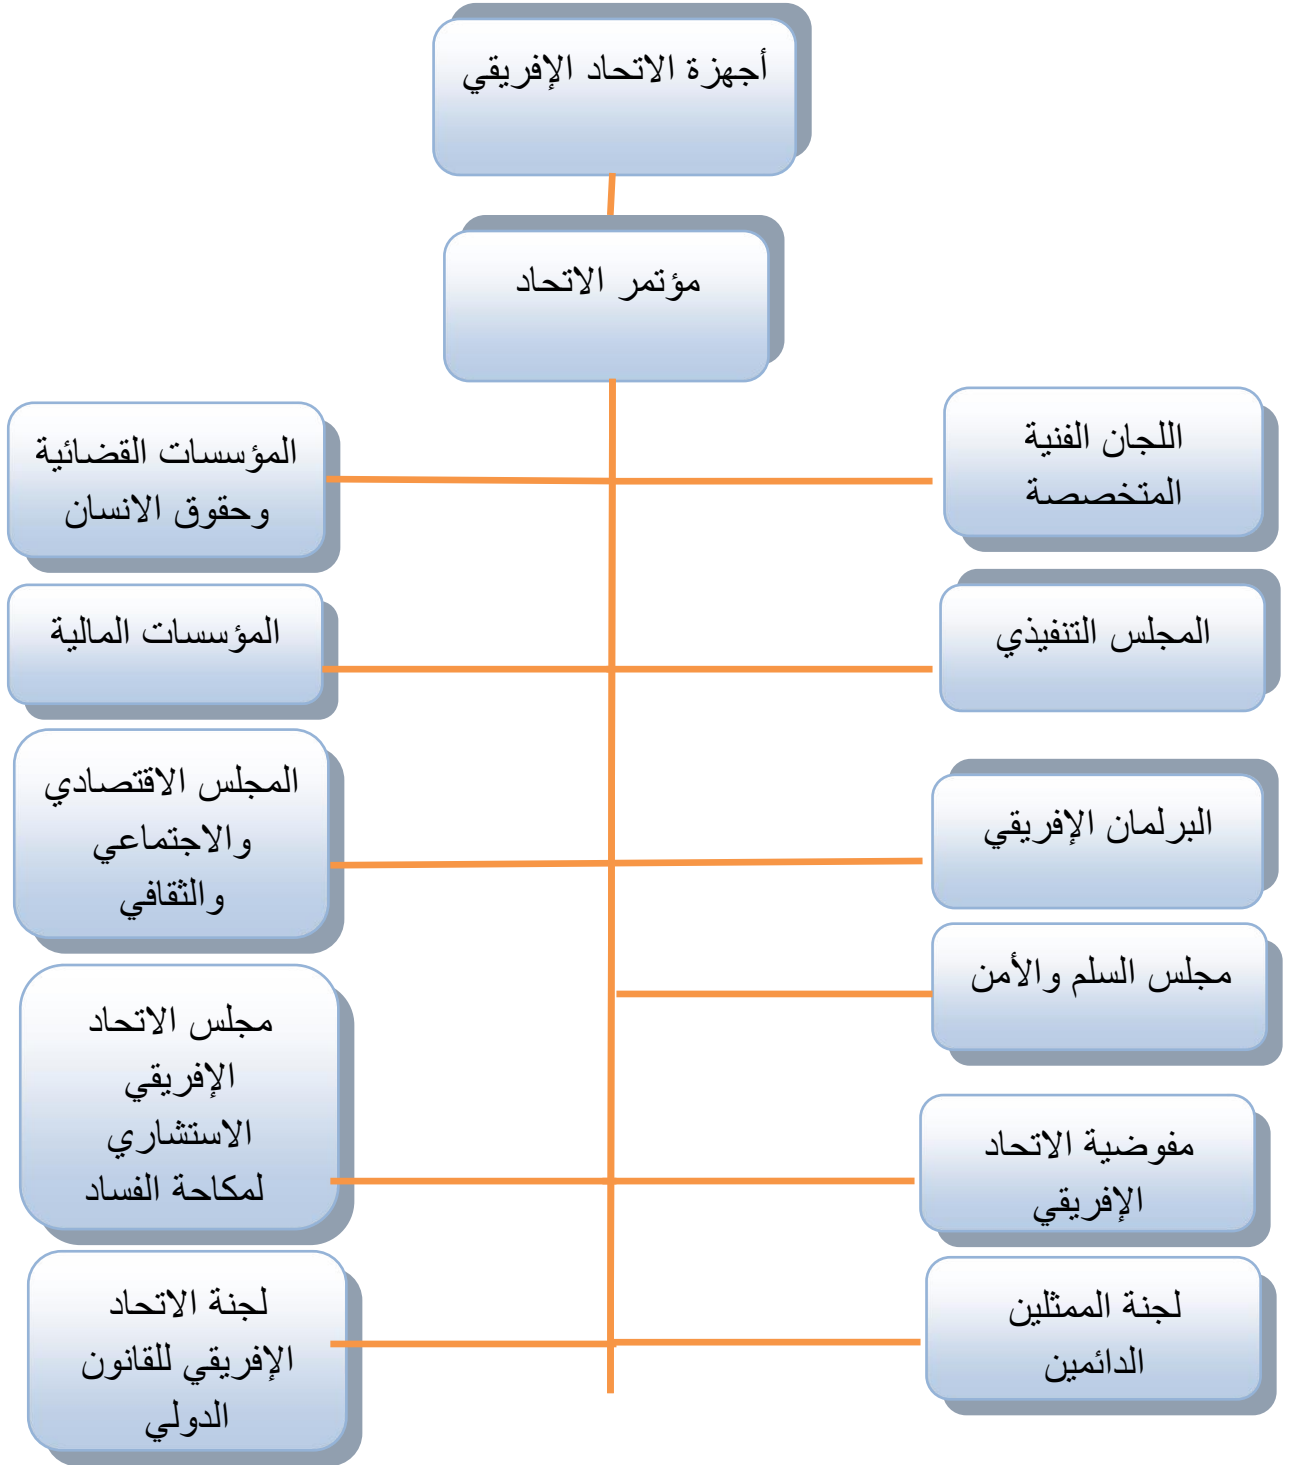 أجهزة الاتحاد الإفريقي
مؤتمر الاتحاد
اللجان الفنية
المتخصصة
المؤسسات القضائية
وحقوق الانسان
المجلس التنفيذي
المؤسسات المالية
البرلمان الإفريقي
المجلس الاقتصادي
والاجتماعي
والثقافي
مجلس السلم والأمن
مجلس الاتحاد
الإفريقي
الاستشاري
لمكاحة الفساد
مفوضية الاتحاد
الإفريقي
لجنة الممثلين
الدائمين
لجنة الاتحاد
الإفريقي للقانون
الدولي